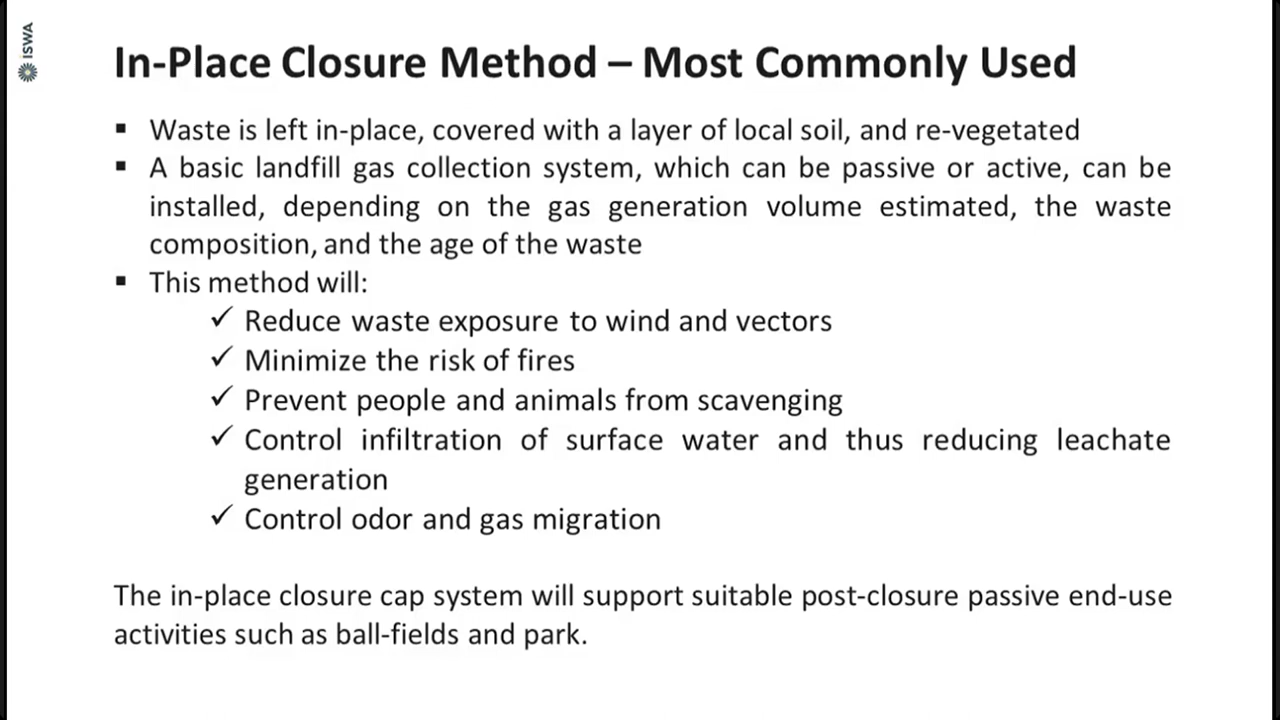 ISWA
In-Place Closure Method – Most Commonly Used
▪ Waste is left in-place, covered with a layer of local soil, and re-vegetated
▪ A basic landfill gas collection system, which can be passive or active, can be
installed, depending on the gas generation volume estimated, the waste
composition, and the age of the waste
▪ This method will:
✓ Reduce waste exposure to wind and vectors
✓ Minimize the risk of fires
✓ Prevent people and animals from scavenging
✓ Control infiltration of surface water and thus reducing leachate
generation
✓ Control odor and gas migration
The in-place closure cap system will support suitable post-closure passive end-use
activities such as ball-fields and park.